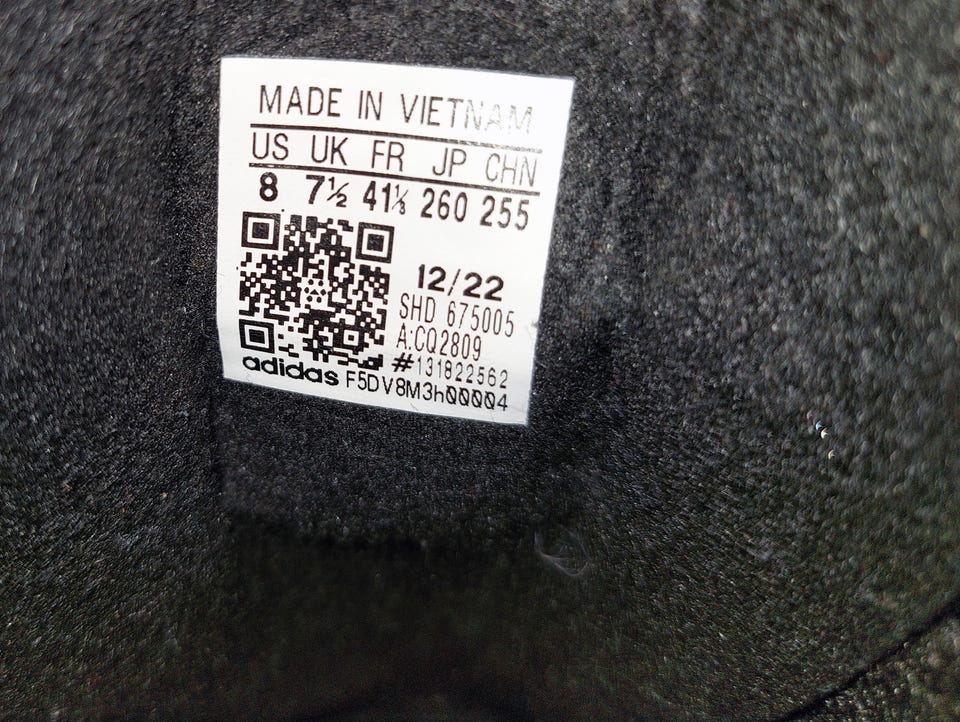 MADE IN VIETNAM
US UK FR JP CHN
8 7½ 41⅓ 260 255
12/22
SHD 675005
A:CQ2809
#131822562
adidas F5DV8M3h00004